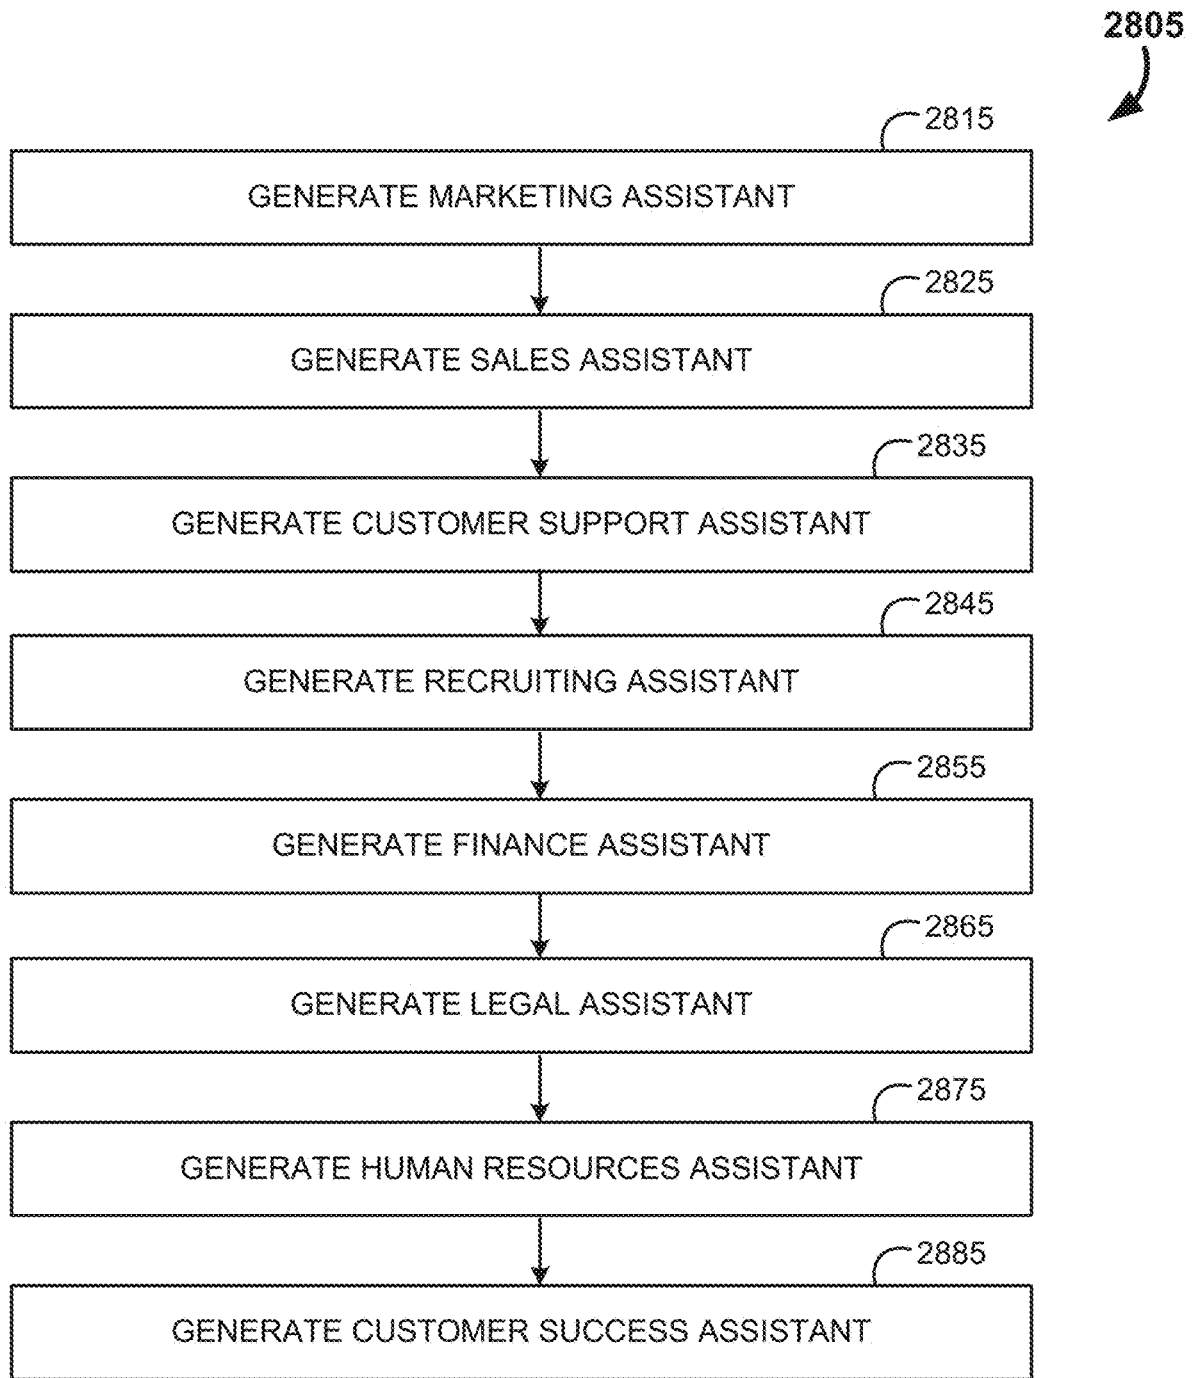 2805
2815
GENERATE MARKETING ASSISTANT
2825
GENERATE SALES ASSISTANT
2835
GENERATE CUSTOMER SUPPORT ASSISTANT
2845
GENERATE RECRUITING ASSISTANT
2855
GENERATE FINANCE ASSISTANT
2865
GENERATE LEGAL ASSISTANT
2875
GENERATE HUMAN RESOURCES ASSISTANT
2885
GENERATE CUSTOMER SUCCESS ASSISTANT